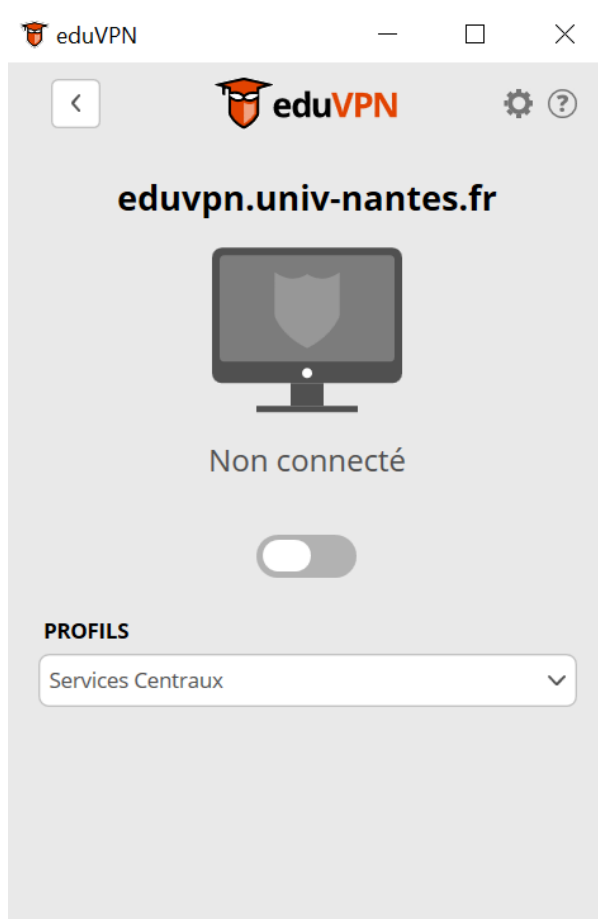 eduVPN
eduVPN
eduvpn.univ-nantes.fr
Non connecté
PROFILS
Services Centraux